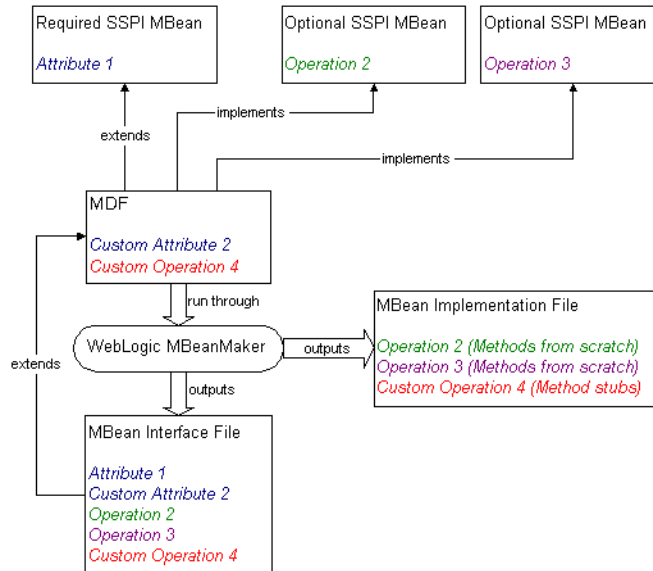 Required SSPI MBean
Attribute 1
Optional SSPI MBean
Operation 2
Optional SSPI MBean
Operation 3
implements
extends
implements
MDF
Custom Attribute 2
Custom Operation 4
run through
WebLogic MBeanMaker
outputs
MBean Implementation File
Operation 2 (Methods from scratch)
Operation 3 (Methods from scratch)
Custom Operation 4 (Method stubs)
extends
outputs
MBean Interface File
Attribute 1
Custom Attribute 2
Operation 2
Operation 3
Custom Operation 4